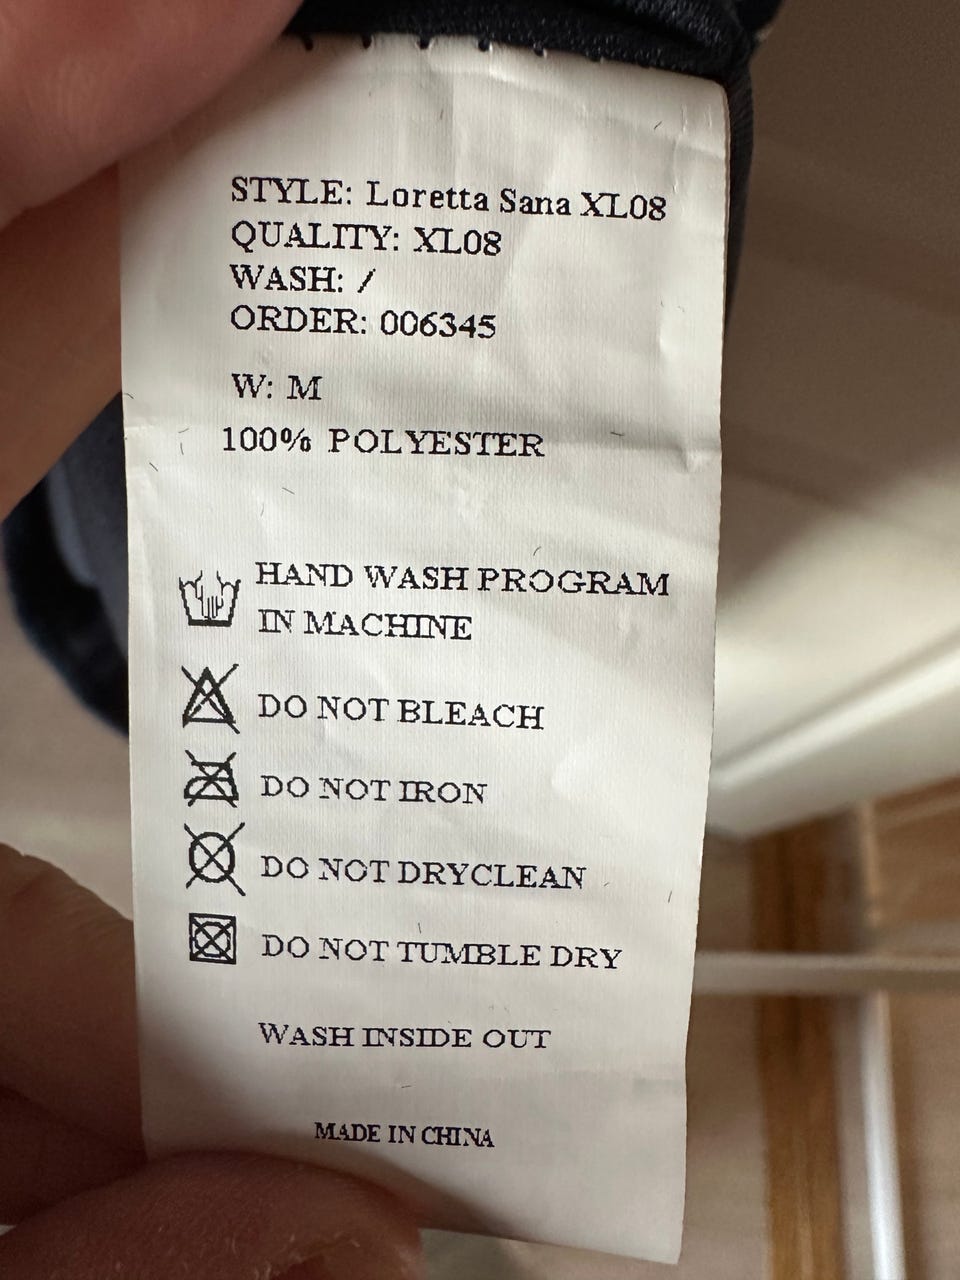 STYLE: Loretta Sana XL08
QUALITY: XL08
WASH: /
ORDER: 006345
W: M
100% POLYESTER
HAND WASH PROGRAM
IN MACHINE
DO NOT BLEACH
DO NOT IRON
DO NOT DRYCLEAN
DO NOT TUMBLE DRY
WASH INSIDE OUT
MADE IN CHINA